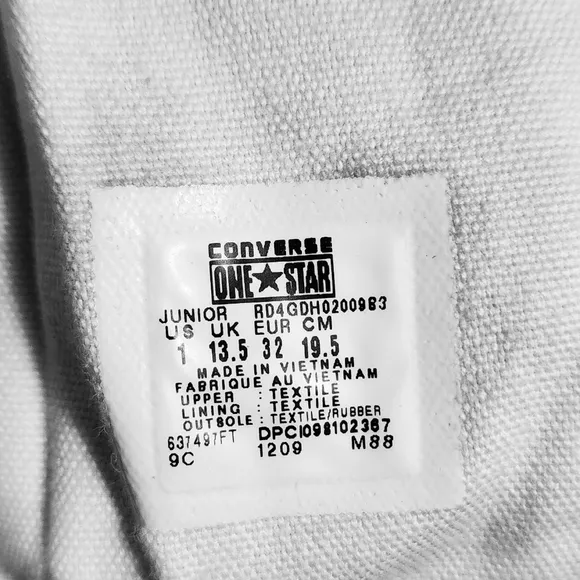 CONVERSE
ONE★STAR
JUNIOR RD4GDH0200983
US UK EUR CM
1 13.5 32 19.5
MADE IN VIETNAM
FABRIQUE AU VIETNAM
UPPER : TEXTILE
LINING : TEXTILE
OUTSOLE : TEXTILE/RUBBER
637497FT DPCI098102367
9C 1209 M88